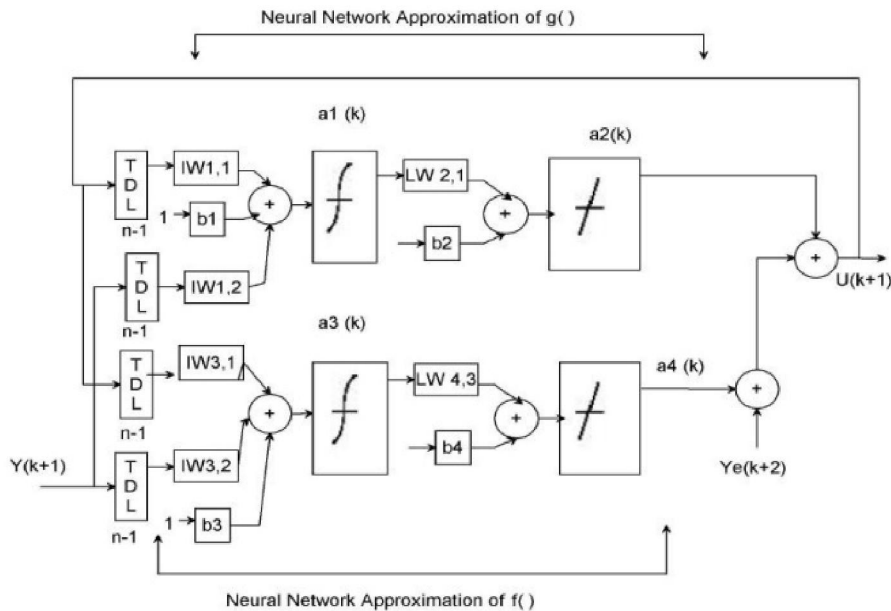 Neural Network Approximation of g( )
a1 (k)
a2(k)
T
D
L
n-1
IW1,1
1
b1
+
LW 2,1
b2
+
+
U(k+1)
T
D
L
n-1
IW1,2
a3 (k)
T
D
L
n-1
IW3,1
+
LW 4,3
b4
+
a4 (k)
+
Ye(k+2)
Y(k+1)
T
D
L
n-1
IW3,2
1
b3
Neural Network Approximation of f( )